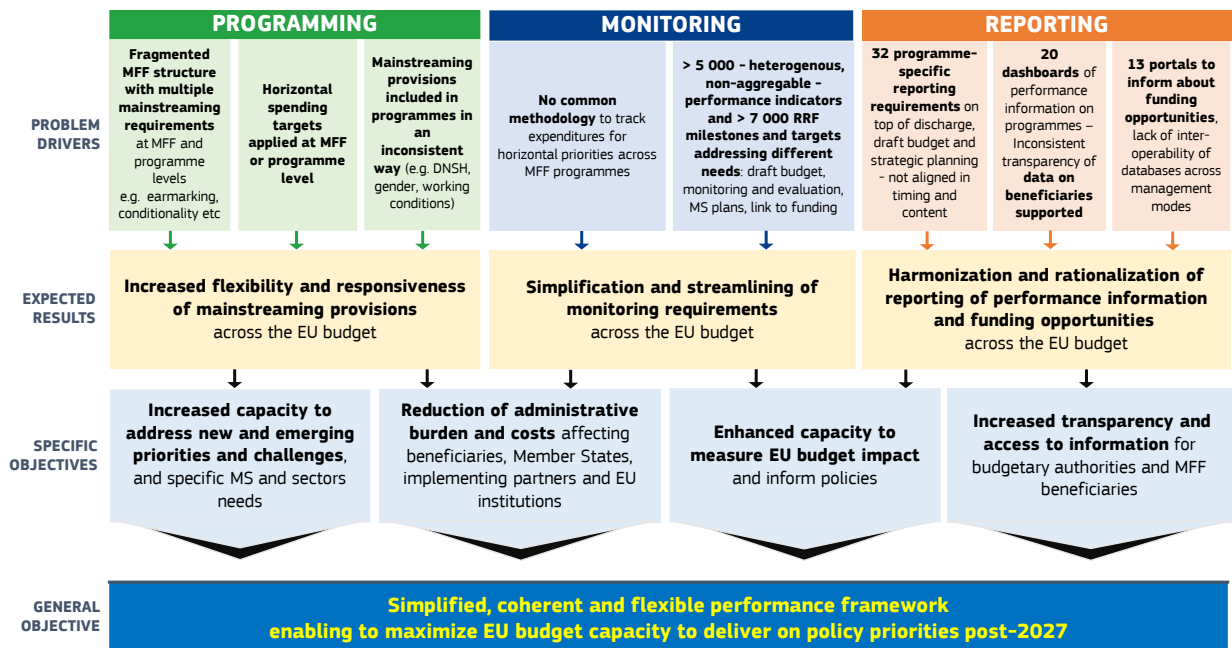 PROGRAMMING
MONITORING
REPORTING
PROBLEM
DRIVERS
Fragmented
MFF structure
with multiple
mainstreaming
requirements
at MFF and
programme
levels
e.g. earmarking,
conditionality etc
Horizontal
spending
targets
applied at MFF
or programme
level
Mainstreaming
provisions
included in
programmes in
an
inconsistent
way (e.g. DNSH,
gender, working
conditions)
No common
methodology to track
expenditures for
horizontal priorities across
MFF programmes
> 5 000 - heterogenous,
non-aggregable -
performance indicators
and > 7 000 RRF
milestones and targets
addressing different
needs: draft budget,
monitoring and evaluation,
MS plans, link to funding
32 programme-
specific
reporting
requirements on
top of discharge,
draft budget and
strategic planning
- not aligned in
timing and
content
20
dashboards of
performance
information on
programmes –
Inconsistent
transparency of
data on
beneficiaries
supported
13 portals to
inform about
funding
opportunities,
lack of inter-
operability of
databases across
management
modes
EXPECTED
RESULTS
Increased flexibility and responsiveness
of mainstreaming provisions
across the EU budget
Simplification and streamlining of
monitoring requirements
across the EU budget
Harmonization and rationalization of
reporting of performance information
and funding opportunities
across the EU budget
SPECIFIC
OBJECTIVES
Increased capacity to
address new and emerging
priorities and challenges,
and specific MS and sectors
needs
Reduction of administrative
burden and costs affecting
beneficiaries, Member States,
implementing partners and EU
institutions
Enhanced capacity to
measure EU budget impact
and inform policies
Increased transparency and
access to information for
budgetary authorities and MFF
beneficiaries
GENERAL
OBJECTIVE
Simplified, coherent and flexible performance framework
enabling to maximize EU budget capacity to deliver on policy priorities post-2027